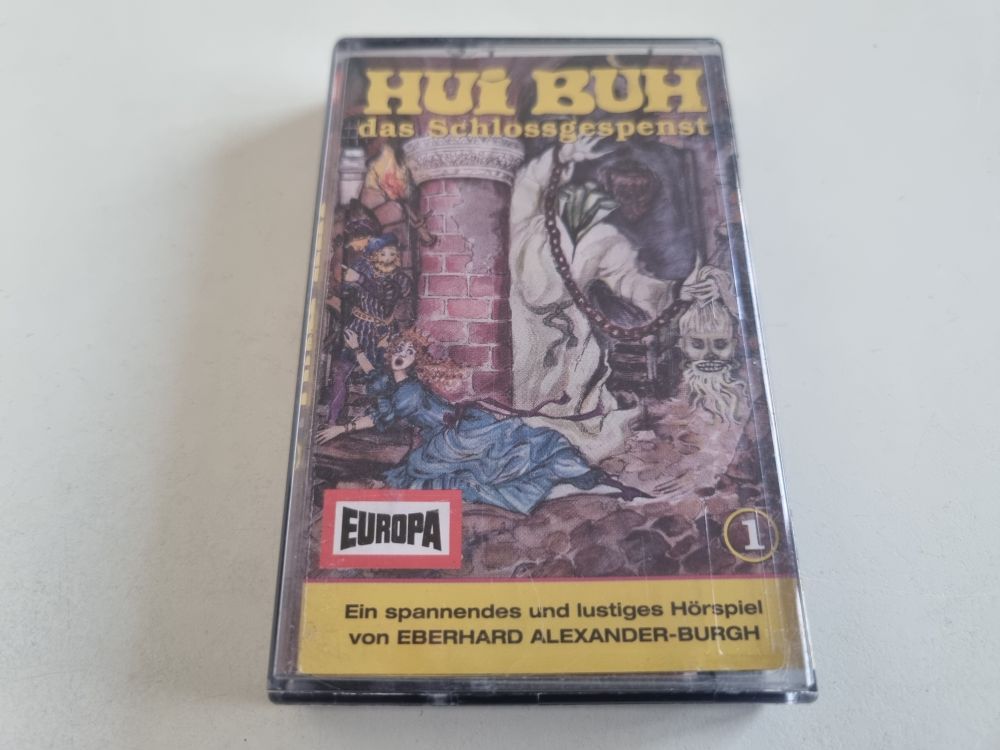 HUi BUH
das Schlossgespenst
EUROPA
1
Ein spannendes und lustiges Hörspiel
von EBERHARD ALEXANDER-BURGH